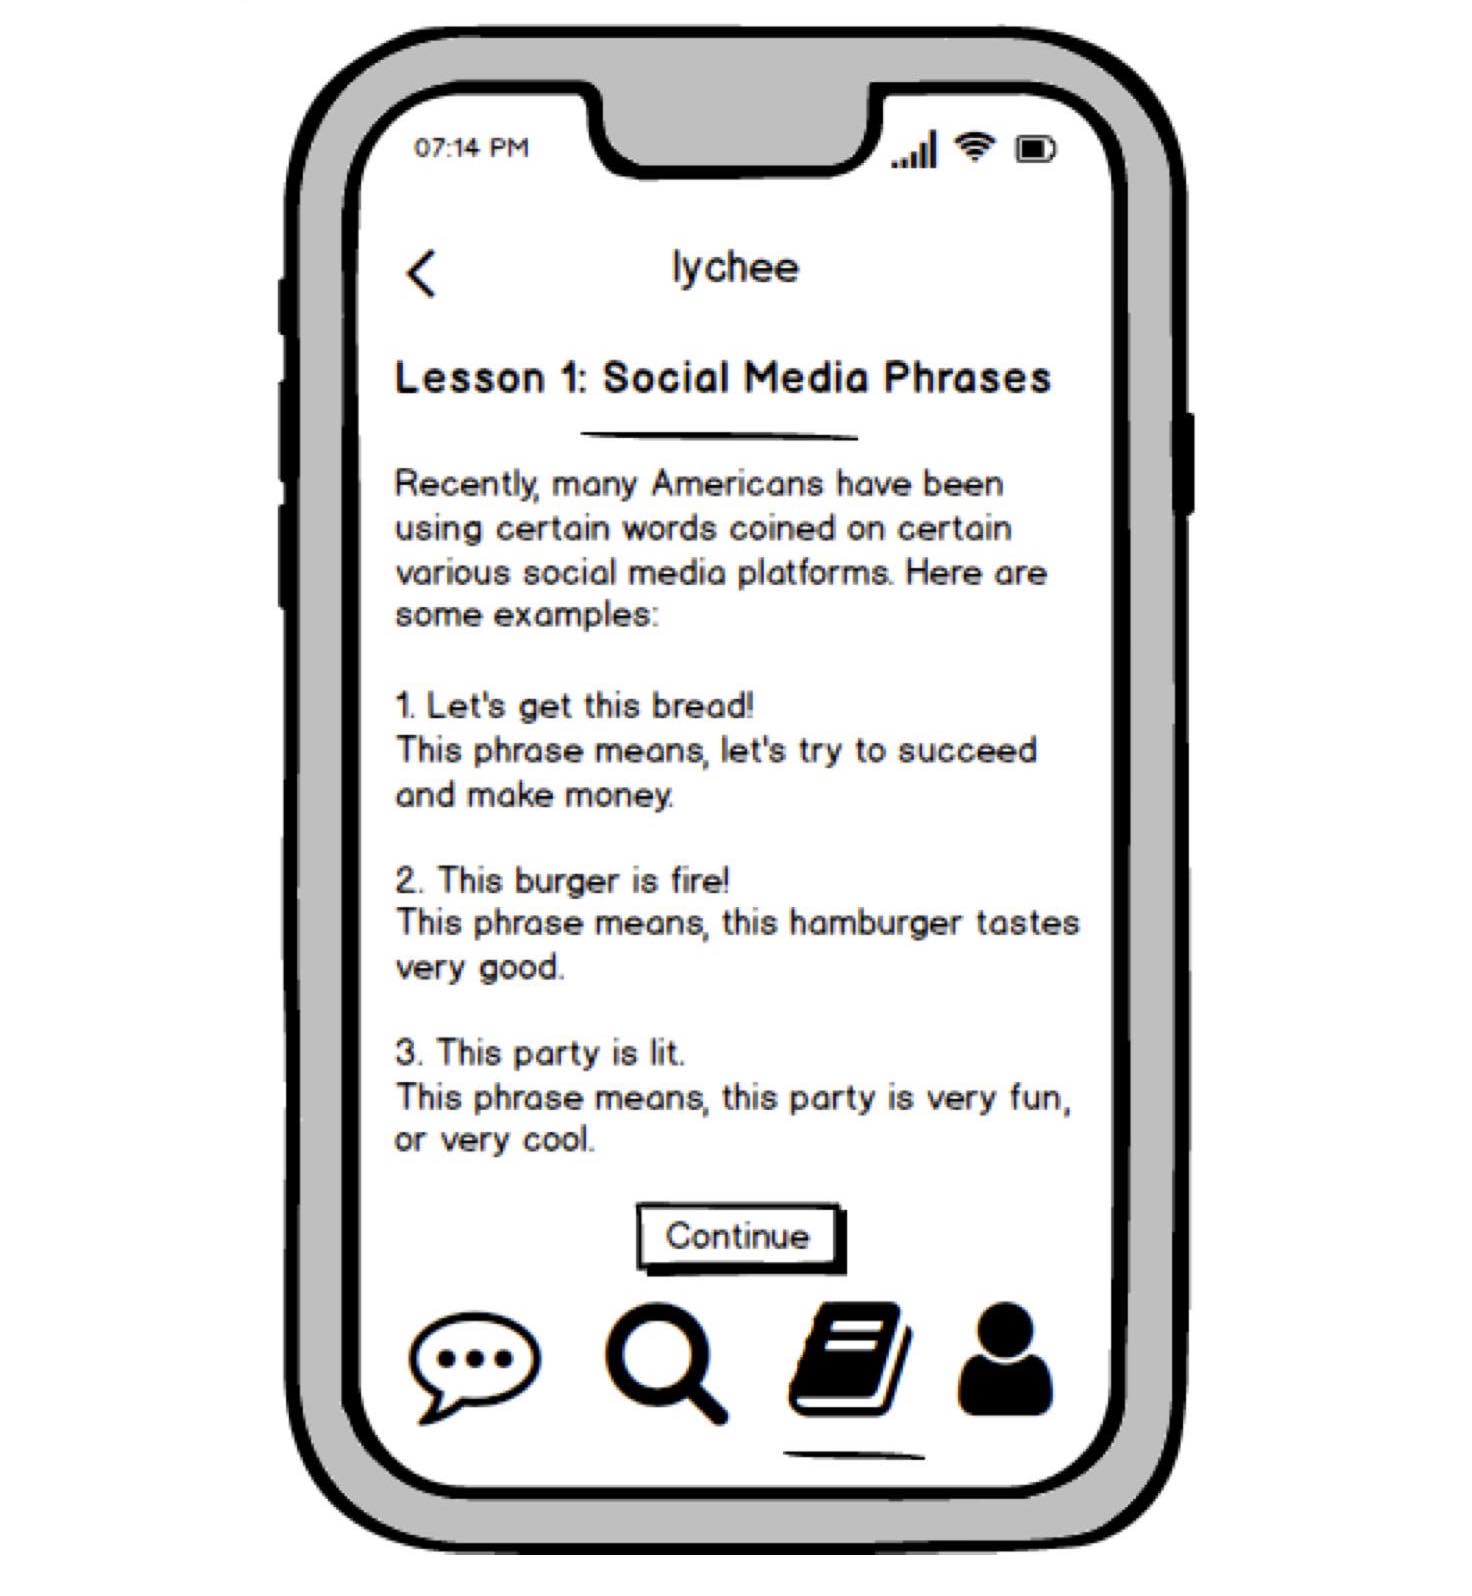 07:14 PM
lychee
Lesson 1: Social Media Phrases
Recently, many Americans have been
using certain words coined on certain
various social media platforms. Here are
some examples:
1. Let's get this bread!
This phrase means, let's try to succeed
and make money.
2. This burger is fire!
This phrase means, this hamburger tastes
very good.
3. This party is lit.
This phrase means, this party is very fun,
or very cool.
Continue